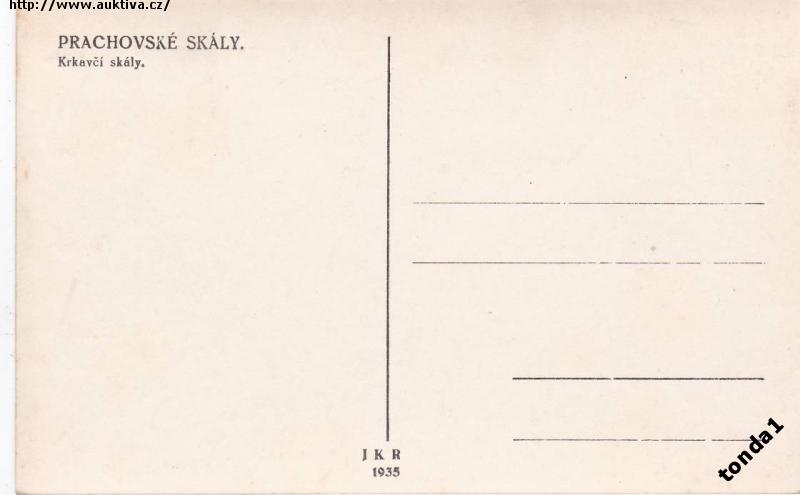 http://www.auktiva.cz/
PRACHOVSKÉ SKÁLY.
Krkavčí skály.
J K R
1935
tonda1